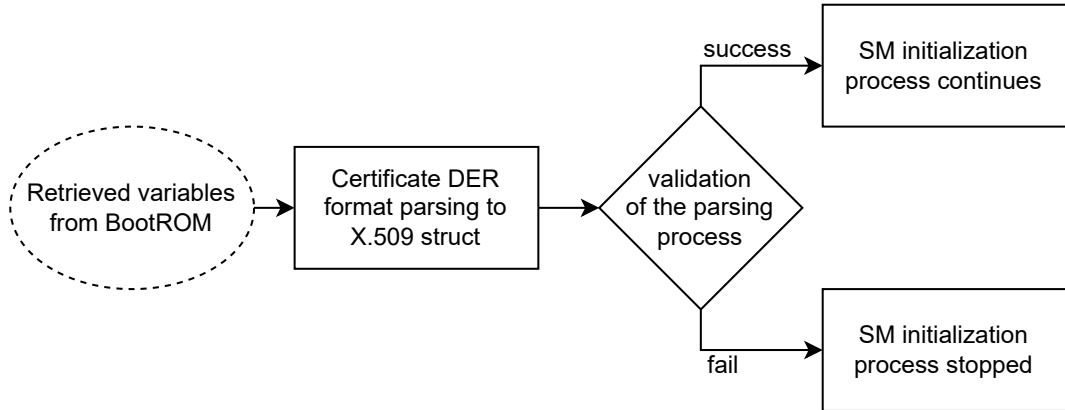 Retrieved variables
from BootROM
Certificate DER
format parsing to
X.509 struct
validation
of the parsing
process
success
SM initialization
process continues
fail
SM initialization
process stopped